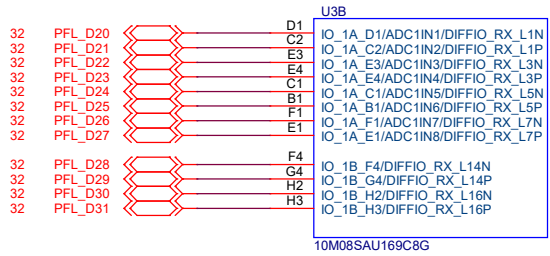 U3B
32 PFL_D20 D1 IO_1A_D1/ADC1IN1/DIFFIO_RX_L1N
32 PFL_D21 C2 IO_1A_C2/ADC1IN2/DIFFIO_RX_L1P
32 PFL_D22 E3 IO_1A_E3/ADC1IN3/DIFFIO_RX_L3N
32 PFL_D23 E4 IO_1A_E4/ADC1IN4/DIFFIO_RX_L3P
32 PFL_D24 C1 IO_1A_C1/ADC1IN5/DIFFIO_RX_L5N
32 PFL_D25 B1 IO_1A_B1/ADC1IN6/DIFFIO_RX_L5P
32 PFL_D26 F1 IO_1A_F1/ADC1IN7/DIFFIO_RX_L7N
32 PFL_D27 E1 IO_1A_E1/ADC1IN8/DIFFIO_RX_L7P
32 PFL_D28 F4 IO_1B_F4/DIFFIO_RX_L14N
32 PFL_D29 G4 IO_1B_G4/DIFFIO_RX_L14P
32 PFL_D30 H2 IO_1B_H2/DIFFIO_RX_L16N
32 PFL_D31 H3 IO_1B_H3/DIFFIO_RX_L16P
10M08SAU169C8G